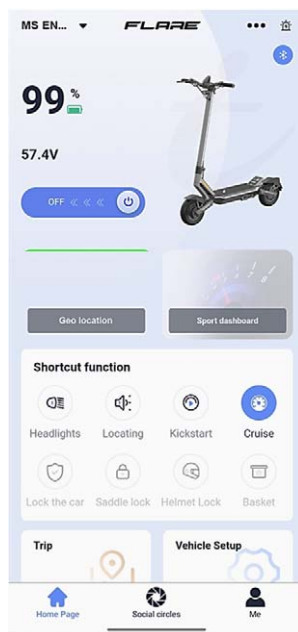 MS EN...
FLARE
99%
57.4V
OFF
Geo location
Sport dashboard
Shortcut function
Headlights
Locating
Kickstart
Cruise
Lock the car
Saddle lock
Helmet Lock
Basket
Trip
Vehicle Setup
Home Page
Social circles
Me